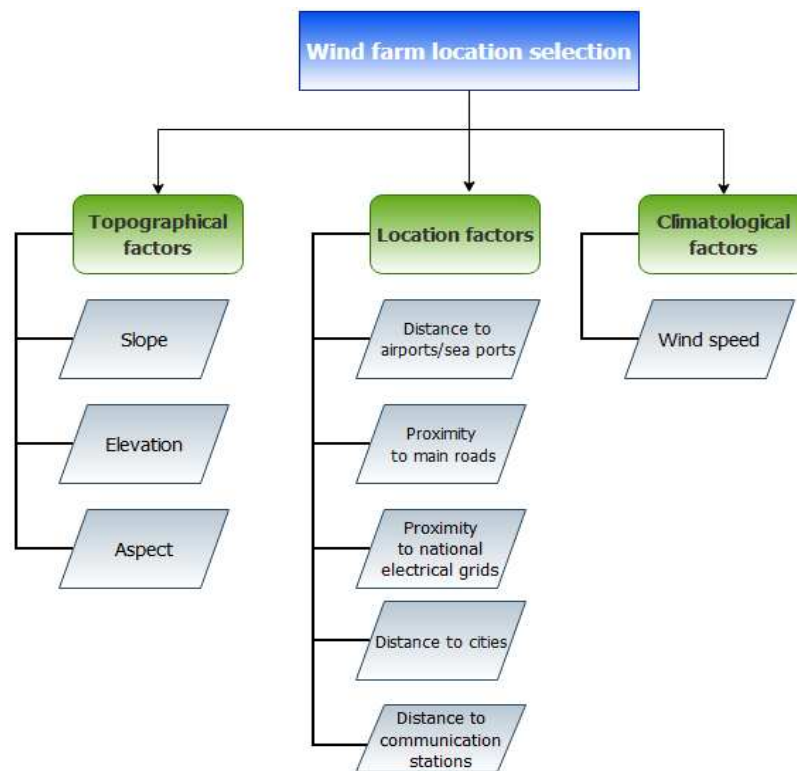 Wind farm location selection
Topographical
factors
Slope
Elevation
Aspect
Location factors
Distance to
airports/sea ports
Proximity
to main roads
Proximity
to national
electrical grids
Distance to cities
Distance to
communication
stations
Climatological
factors
Wind speed